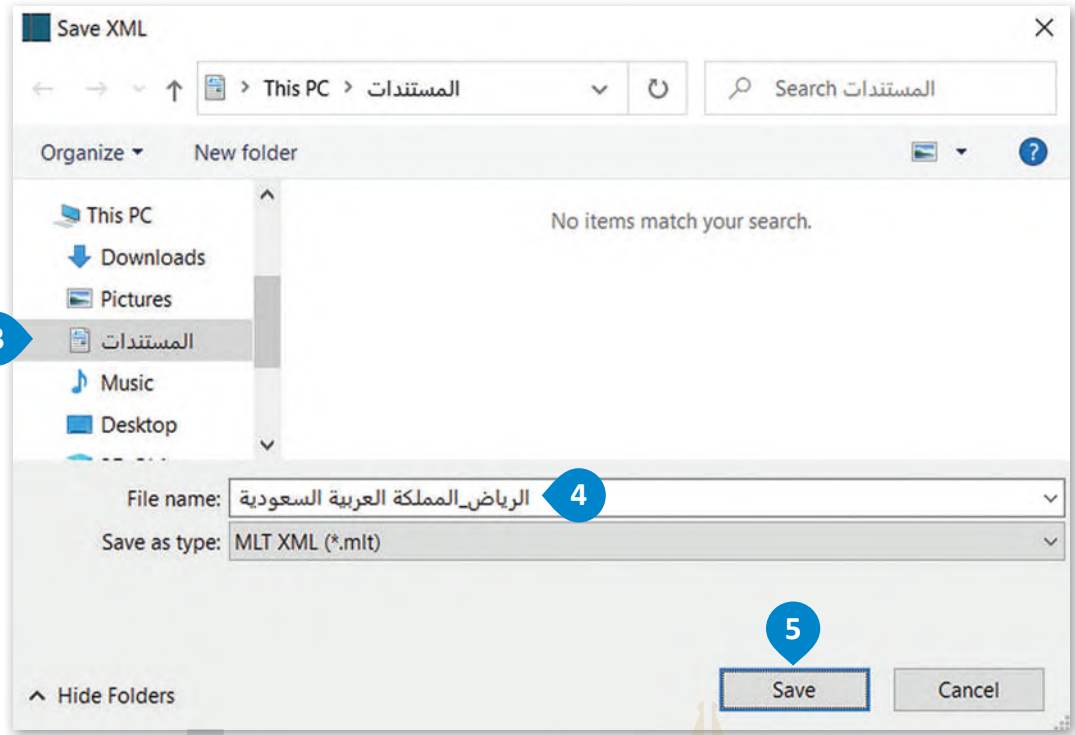 Save XML
This PC > المستندات
Search المستندات
Organize
New folder
This PC
Downloads
Pictures
3
المستندات
Music
Desktop
No items match your search.
File name: الرياض_المملكة العربية السعودية
4
Save as type: MLT XML (*.mlt)
5
Hide Folders
Save
Cancel